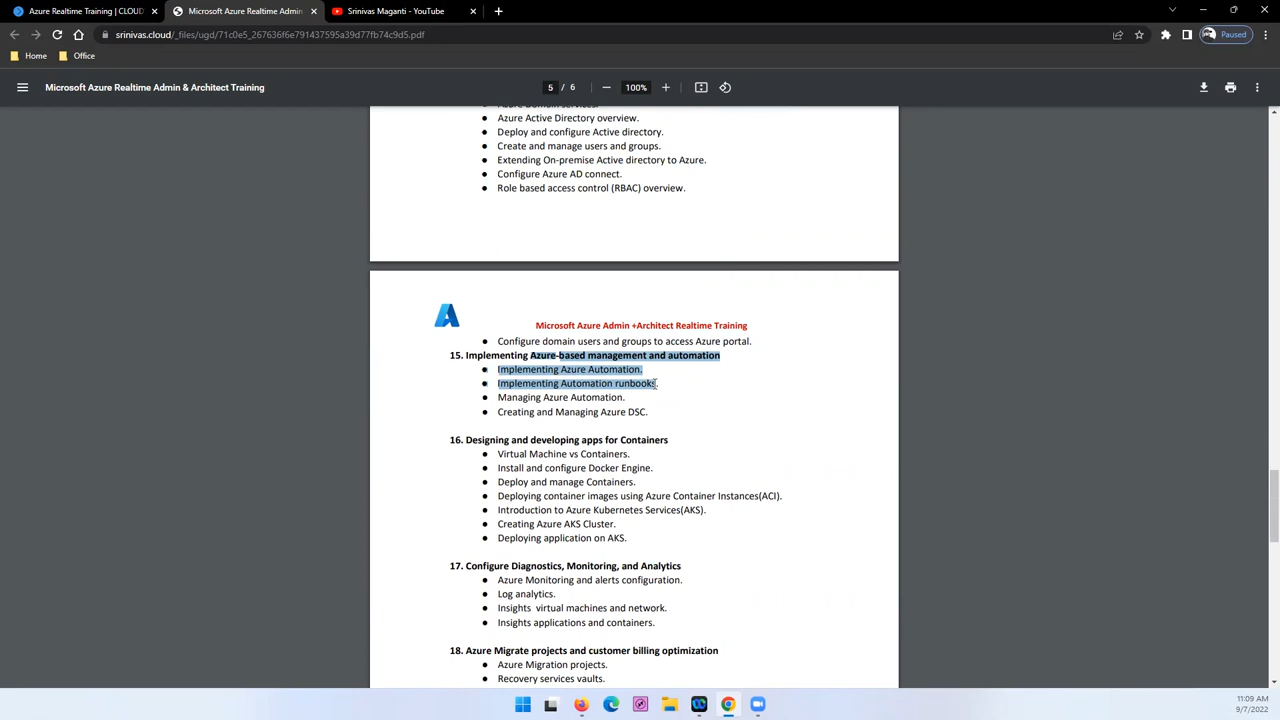 Azure Realtime Training | CLOUD
Microsoft Azure Realtime Admin
Srinivas Maganti - YouTube
srinivas.cloud/_files/ugd/71c0e5_267636f6e791437595a39d77fb74c9d5.pdf
Paused
Home
Office
Microsoft Azure Realtime Admin & Architect Training
5 / 6
100%
Azure Domain services.
● Azure Active Directory overview.
● Deploy and configure Active directory.
● Create and manage users and groups.
● Extending On-premise Active directory to Azure.
● Configure Azure AD connect.
● Role based access control (RBAC) overview.
Microsoft Azure Admin +Architect Realtime Training
● Configure domain users and groups to access Azure portal.
15. Implementing Azure-based management and automation
● Implementing Azure Automation.
● Implementing Automation runbooks.
● Managing Azure Automation.
● Creating and Managing Azure DSC.
16. Designing and developing apps for Containers
● Virtual Machine vs Containers.
● Install and configure Docker Engine.
● Deploy and manage Containers.
● Deploying container images using Azure Container Instances(ACI).
● Introduction to Azure Kubernetes Services(AKS).
● Creating Azure AKS Cluster.
● Deploying application on AKS.
17. Configure Diagnostics, Monitoring, and Analytics
● Azure Monitoring and alerts configuration.
● Log analytics.
● Insights virtual machines and network.
● Insights applications and containers.
18. Azure Migrate projects and customer billing optimization
● Azure Migration projects.
● Recovery services vaults.
11:09 AM
9/7/2022